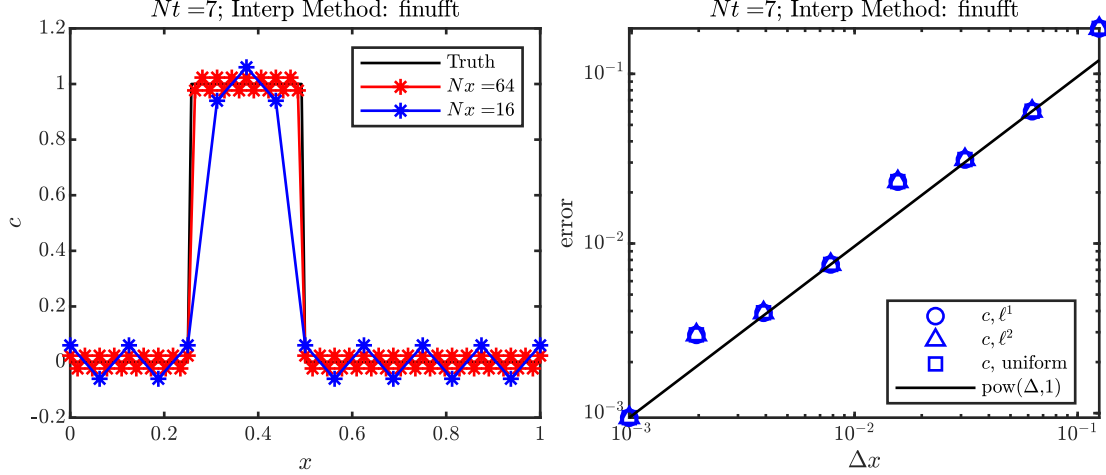 Nt =7; Interp Method: finufft
1.2
1
0.8
0.6
0.4
0.2
0
-0.2
c
0
0.2
0.4
0.6
0.8
1
x
Truth
Nx =64
Nx =16
Nt =7; Interp Method: finufft
10⁻¹
10⁻²
10⁻³
error
10⁻³
10⁻²
10⁻¹
Δx
c, ℓ¹
c, ℓ²
c, uniform
pow(Δ,1)